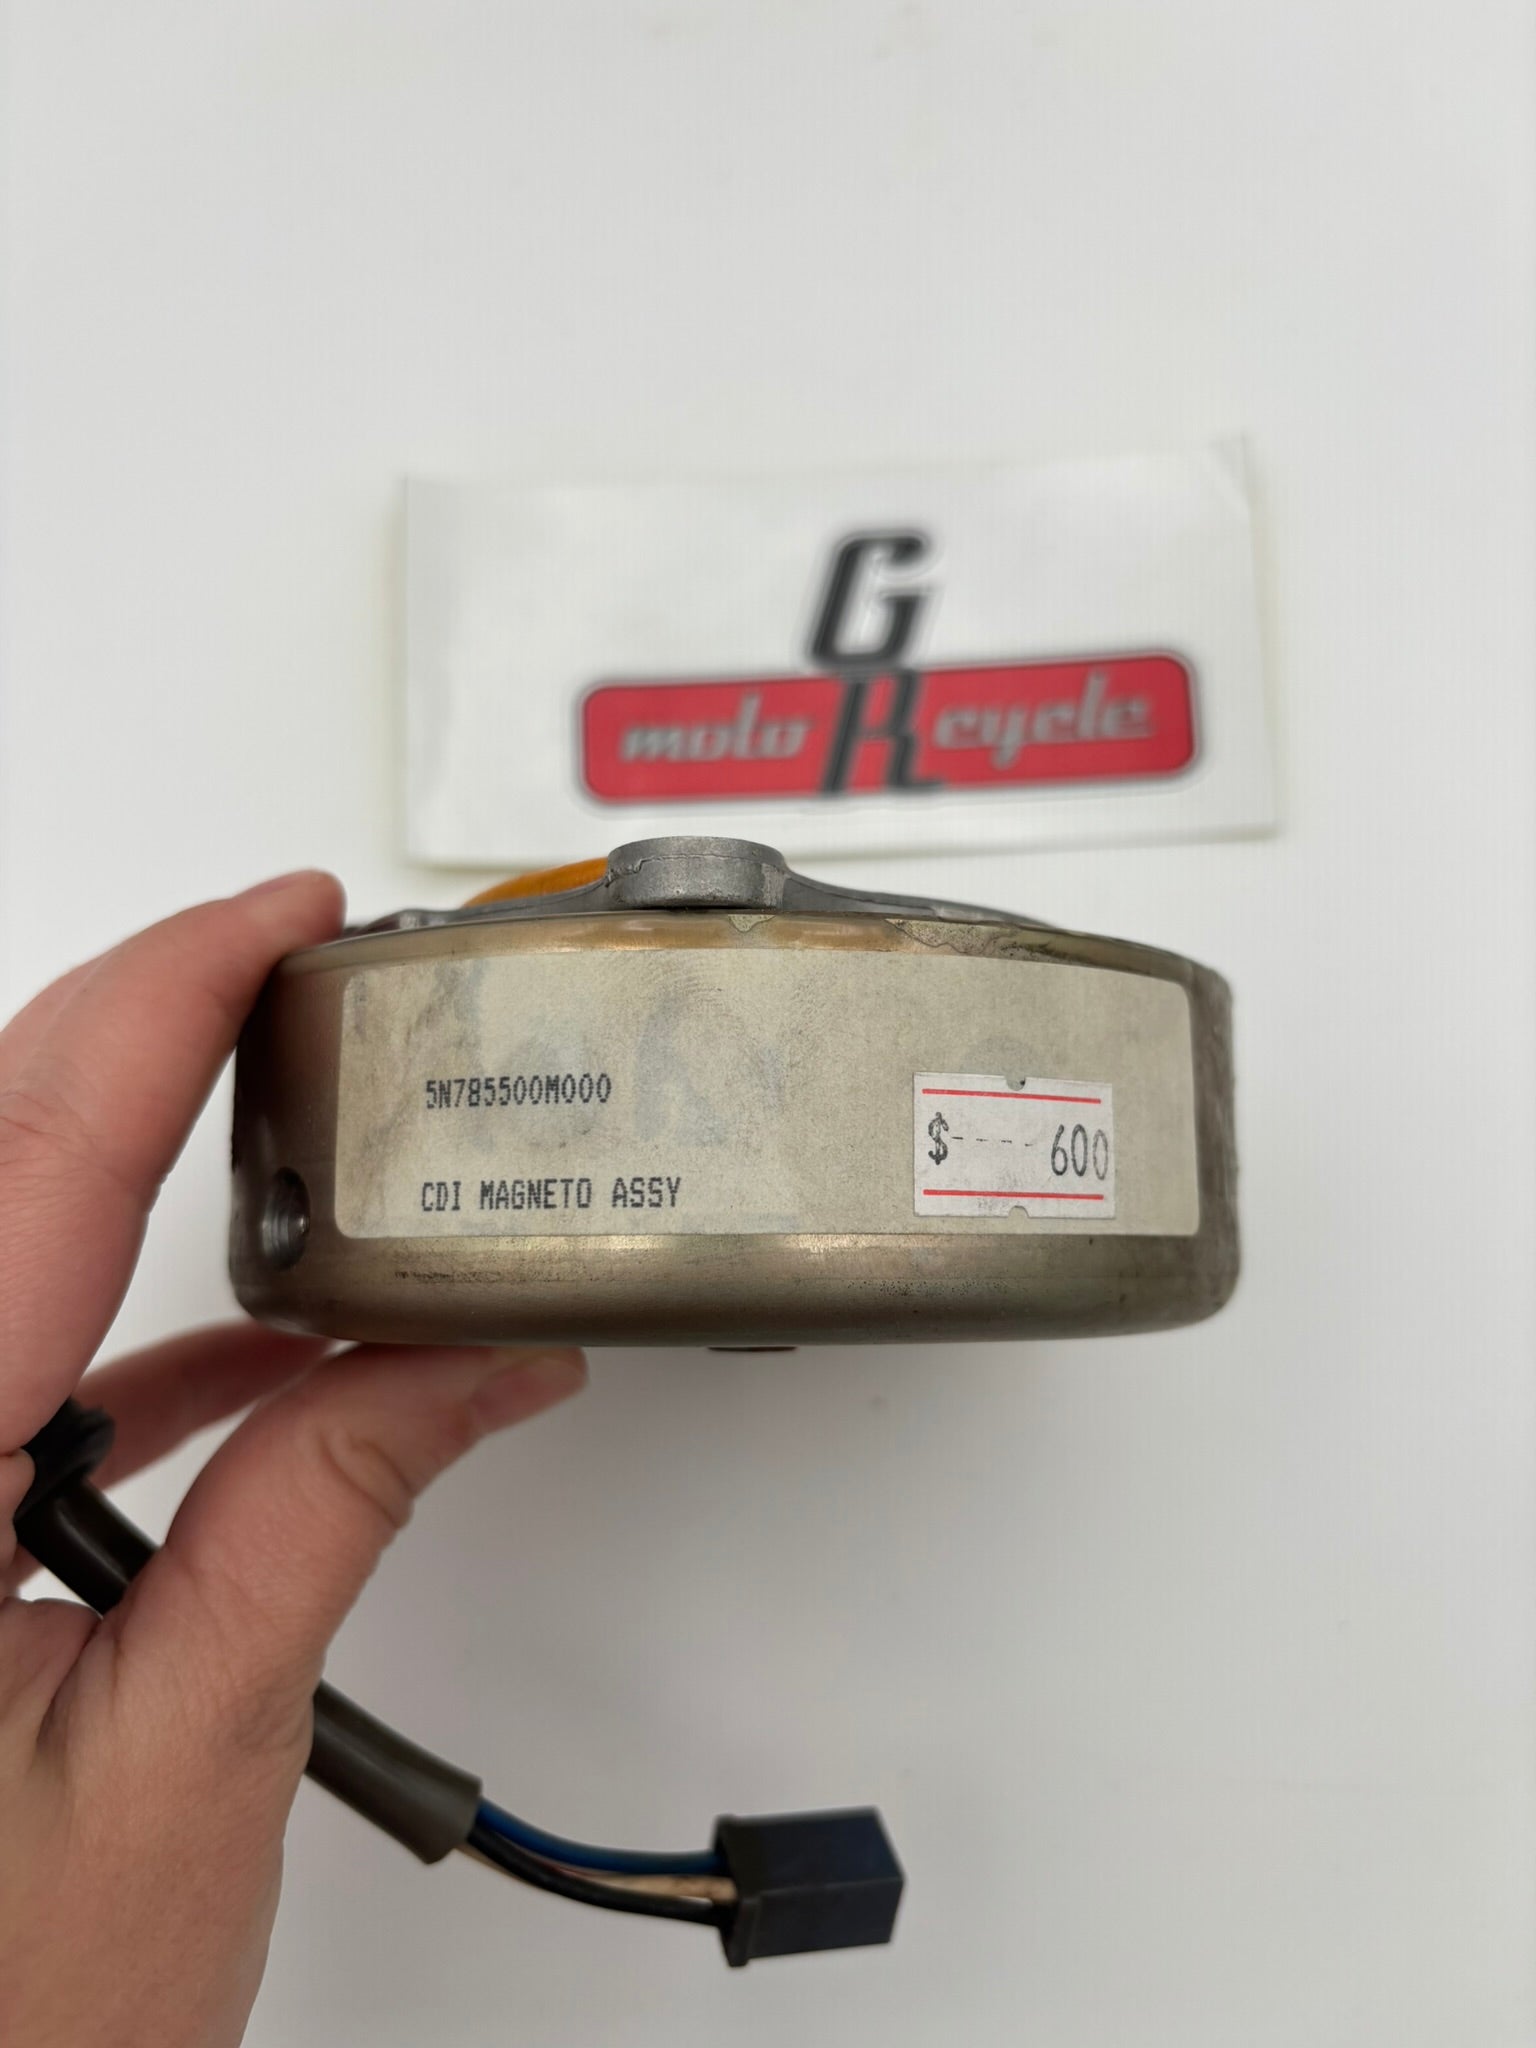 G
moto R cycle
5N785500M000
CDI MAGNETO ASSY
$---- 600